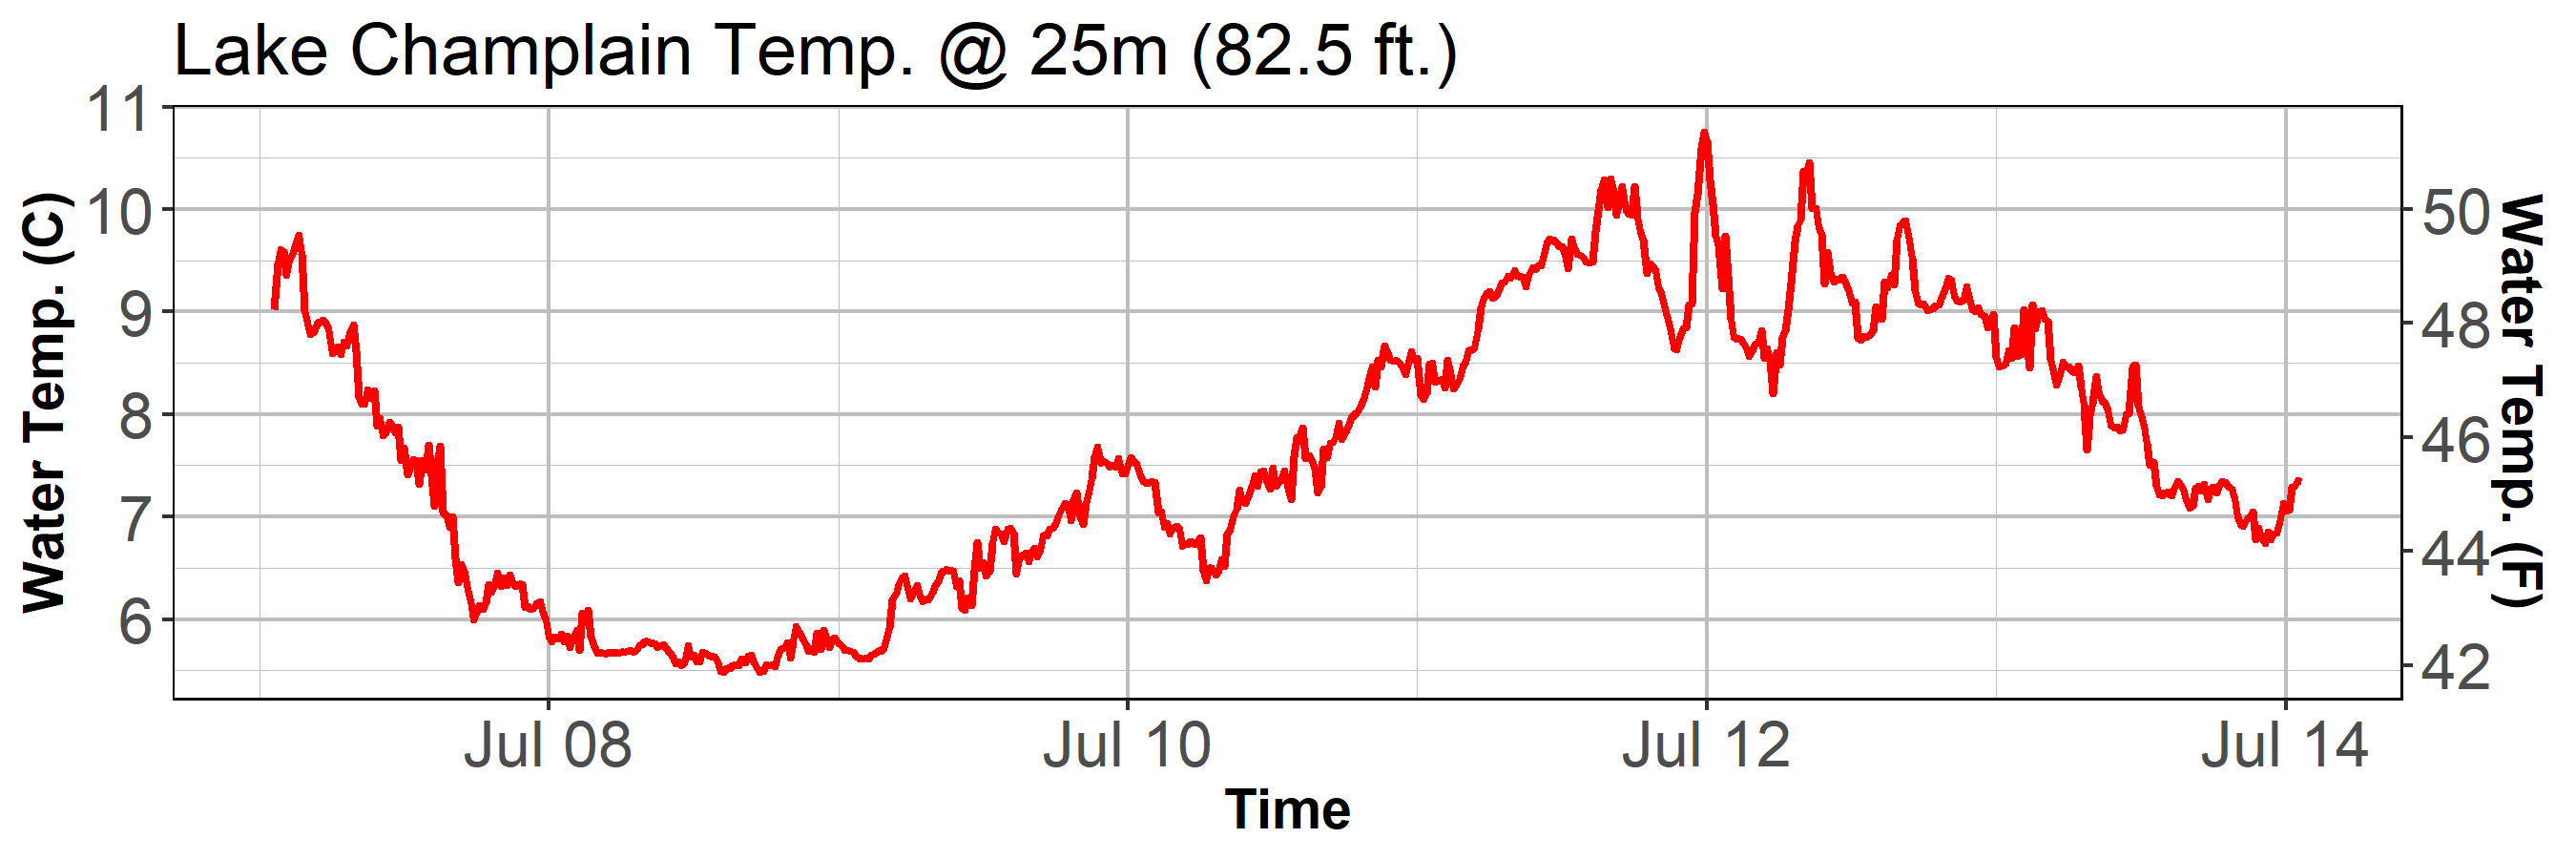 Lake Champlain Temp. @ 25m (82.5 ft.)
Water Temp. (C)
11
10
9
8
7
6
50
48
46
44
42
Water Temp. (F)
Jul 08 Jul 10 Jul 12 Jul 14
Time